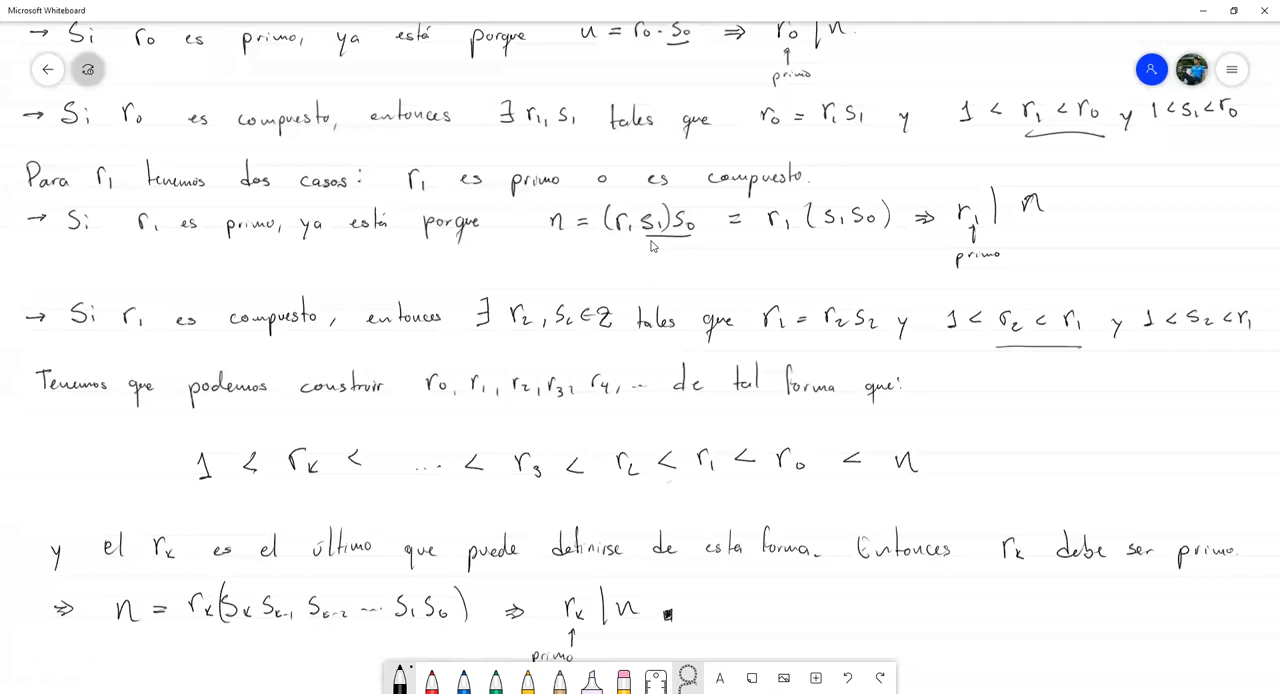 Microsoft Whiteboard
→ Si r₀ es primo, ya está porque n = r₀·s₀ ⇒ r₀ | n.
↑
primo
→ Si r₀ es compuesto, entonces ∃ r₁, s₁ tales que r₀ = r₁s₁ y 1 < r₁ < r₀ y 1 < s₁ < r₀
Para r₁ tenemos dos casos: r₁ es primo o es compuesto.
→ Si r₁ es primo, ya está porque n = (r₁ s₁)s₀ = r₁ (s₁ s₀) ⇒ r₁ | n
↑
primo
→ Si r₁ es compuesto, entonces ∃ r₂, s₂ ∈ ℤ tales que r₁ = r₂ s₂ y 1 < r₂ < r₁ y 1 < s₂ < r₁
Tenemos que podemos construir r₀, r₁, r₂, r₃, r₄, ... de tal forma que:
1 < rₖ < ... < r₃ < r₂ < r₁ < r₀ < n
y el rₖ es el último que puede definirse de esta forma. Entonces rₖ debe ser primo.
⇒ n = rₖ(sₖ sₖ₋₁ sₖ₋₂ ... s₁ s₀) ⇒ rₖ | n ■
↑
primo